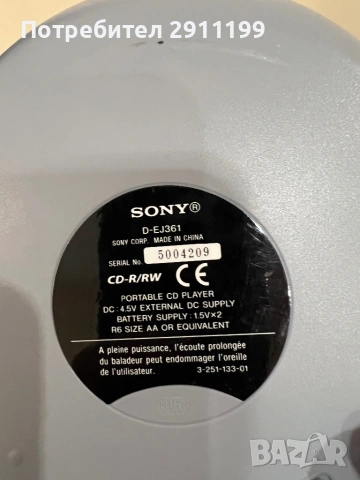 Потребител 2911199
SONY®
D-EJ361
SONY CORP. MADE IN CHINA
SERIAL No. 5004209
CD-R/RW CE
PORTABLE CD PLAYER
DC: 4.5V EXTERNAL DC SUPPLY
BATTERY SUPPLY: 1.5V×2
R6 SIZE AA OR EQUIVALENT
A pleine puissance, l'écoute prolongée
du baladeur peut endommager l'oreille
de l'utilisateur. 3-251-133-01
BAZAR